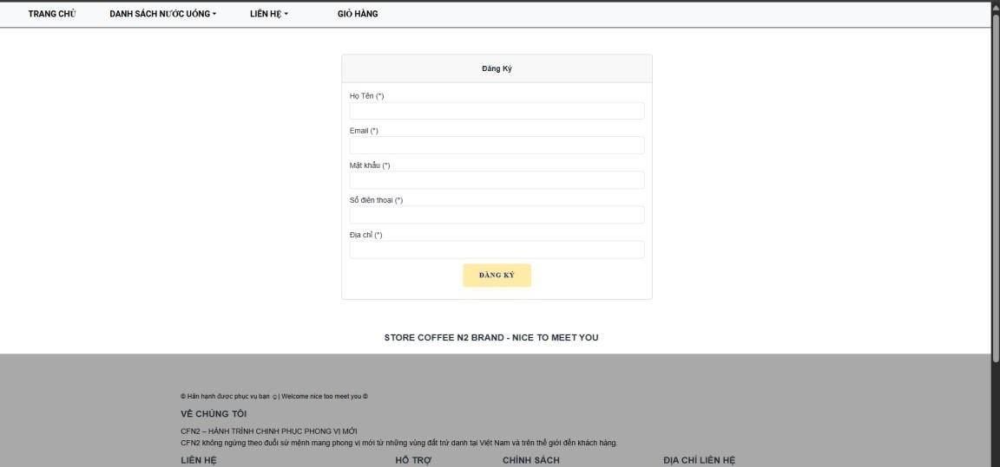 TRANG CHỦ DANH SÁCH NƯỚC UỐNG LIÊN HỆ GIỎ HÀNG
Đăng Ký
Họ Tên (*)
Email (*)
Mật khẩu (*)
Số điện thoại (*)
Địa chỉ (*)
ĐĂNG KÝ
STORE COFFEE N2 BRAND - NICE TO MEET YOU
© Hân hạnh được phục vụ bạn ☺| Welcome nice too meet you ©
VỀ CHÚNG TÔI
CFN2 – HÀNH TRÌNH CHINH PHỤC PHONG VỊ MỚI
CFN2 không ngừng theo đuổi sứ mệnh mang phong vị mới từ những vùng đất trứ danh tại Việt Nam và trên thế giới đến khách hàng.
LIÊN HỆ HỖ TRỢ CHÍNH SÁCH ĐỊA CHỈ LIÊN HỆ